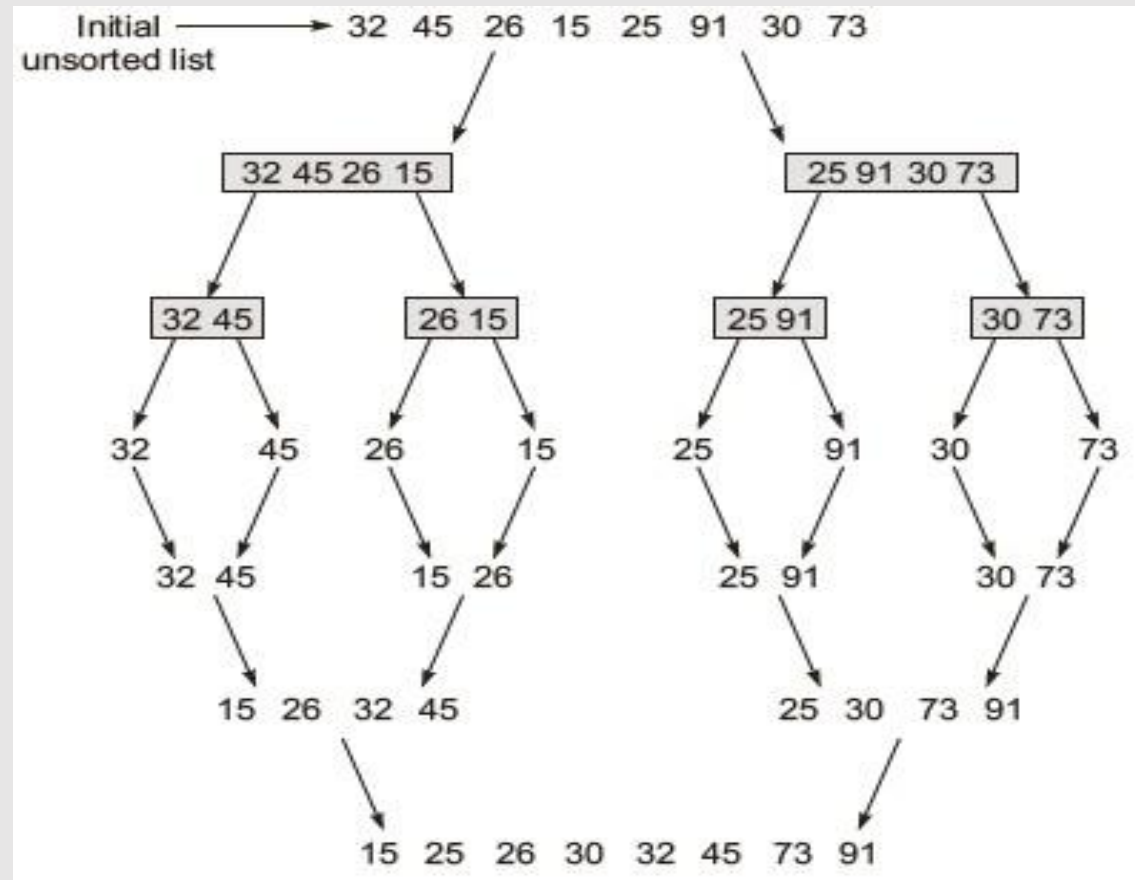 Initial 32 45 26 15 25 91 30 73
unsorted list
32 45 26 15 25 91 30 73
32 45 26 15 25 91 30 73
32 45 26 15 25 91 30 73
32 45 15 26 25 91 30 73
15 26 32 45 25 30 73 91
15 25 26 30 32 45 73 91